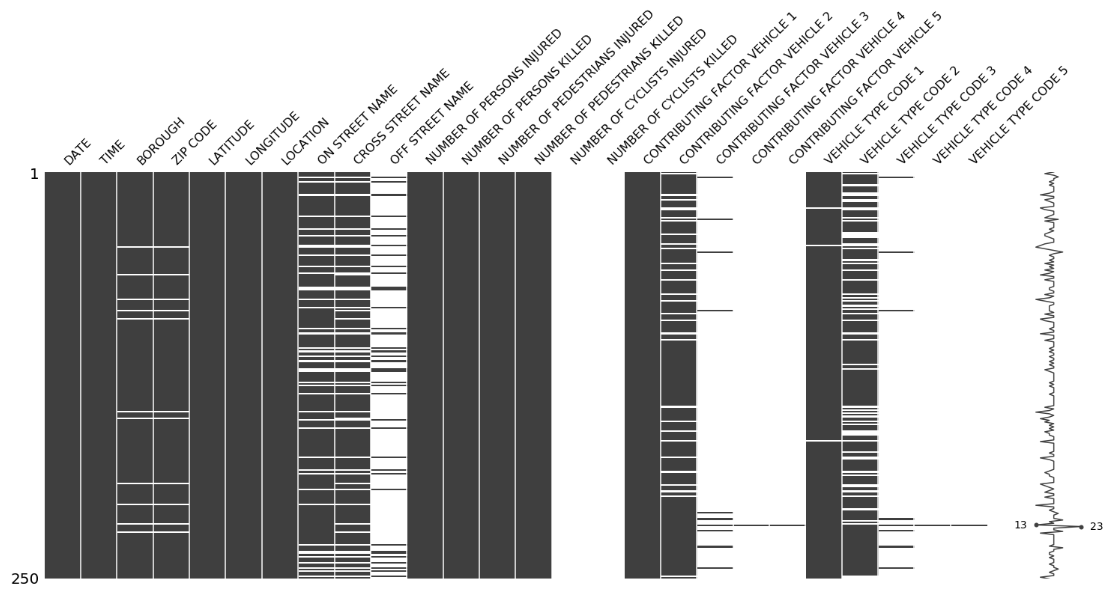 DATE
TIME
BOROUGH
ZIP CODE
LATITUDE
LONGITUDE
LOCATION
ON STREET NAME
CROSS STREET NAME
OFF STREET NAME
NUMBER OF PERSONS INJURED
NUMBER OF PERSONS KILLED
NUMBER OF PEDESTRIANS INJURED
NUMBER OF PEDESTRIANS KILLED
NUMBER OF CYCLISTS INJURED
NUMBER OF CYCLISTS KILLED
CONTRIBUTING FACTOR VEHICLE 1
CONTRIBUTING FACTOR VEHICLE 2
CONTRIBUTING FACTOR VEHICLE 3
CONTRIBUTING FACTOR VEHICLE 4
CONTRIBUTING FACTOR VEHICLE 5
VEHICLE TYPE CODE 1
VEHICLE TYPE CODE 2
VEHICLE TYPE CODE 3
VEHICLE TYPE CODE 4
VEHICLE TYPE CODE 5
1
13
23
250